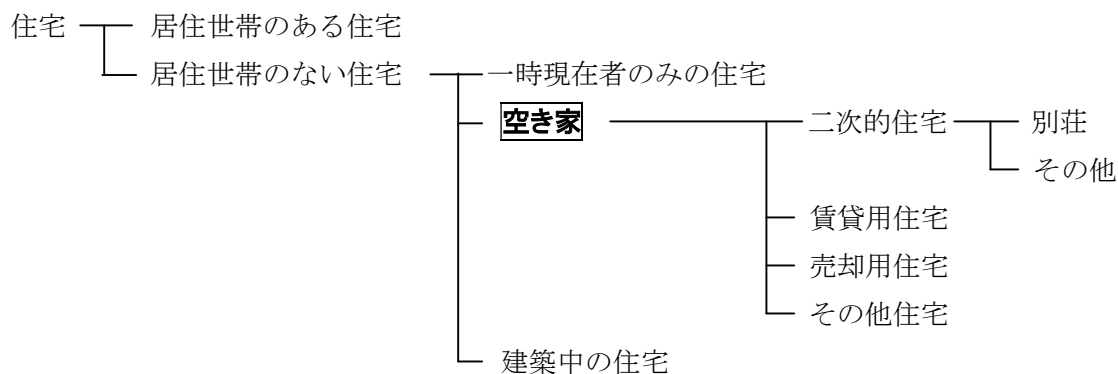 住宅 居住世帯のある住宅
居住世帯のない住宅 一時現在者のみの住宅
空き家 二次的住宅 別荘
その他
賃貸用住宅
売却用住宅
その他住宅
建築中の住宅